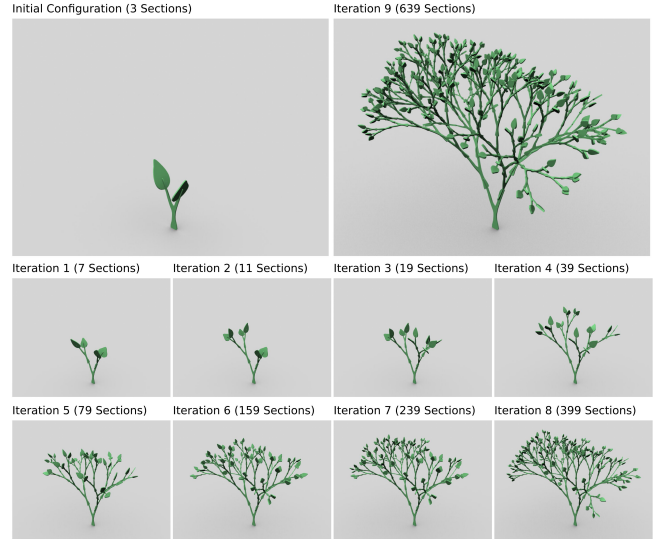 Initial Configuration (3 Sections)
Iteration 9 (639 Sections)
Iteration 1 (7 Sections)
Iteration 2 (11 Sections)
Iteration 3 (19 Sections)
Iteration 4 (39 Sections)
Iteration 5 (79 Sections)
Iteration 6 (159 Sections)
Iteration 7 (239 Sections)
Iteration 8 (399 Sections)